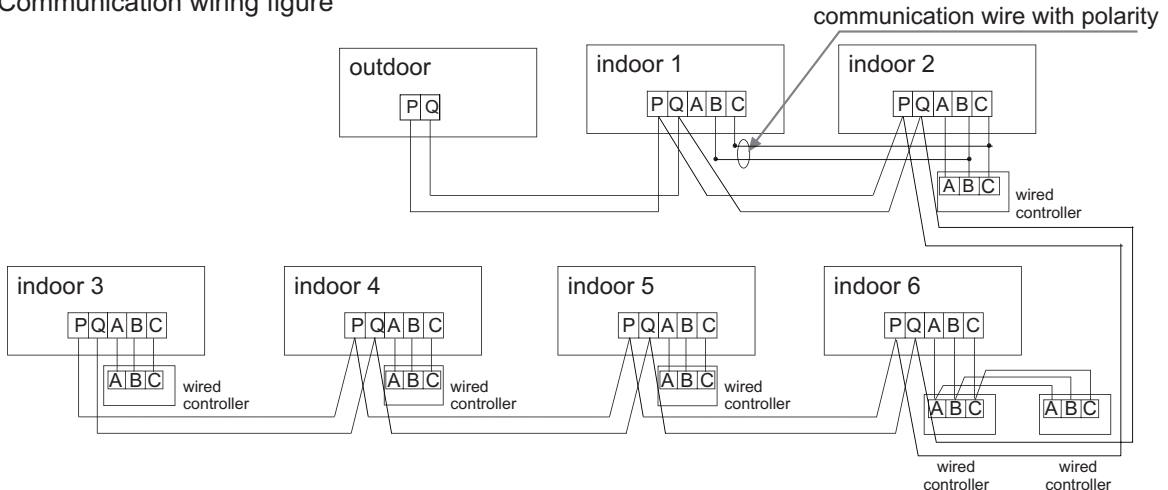 Communication wiring figure
communication wire with polarity
outdoor
indoor 1
indoor 2
P Q
P Q A B C
P Q A B C
A B C
wired
controller
indoor 3
indoor 4
indoor 5
indoor 6
P Q A B C
P Q A B C
P Q A B C
P Q A B C
A B C
wired
controller
A B C
wired
controller
A B C
wired
controller
A B C
A B C
wired
controller
wired
controller